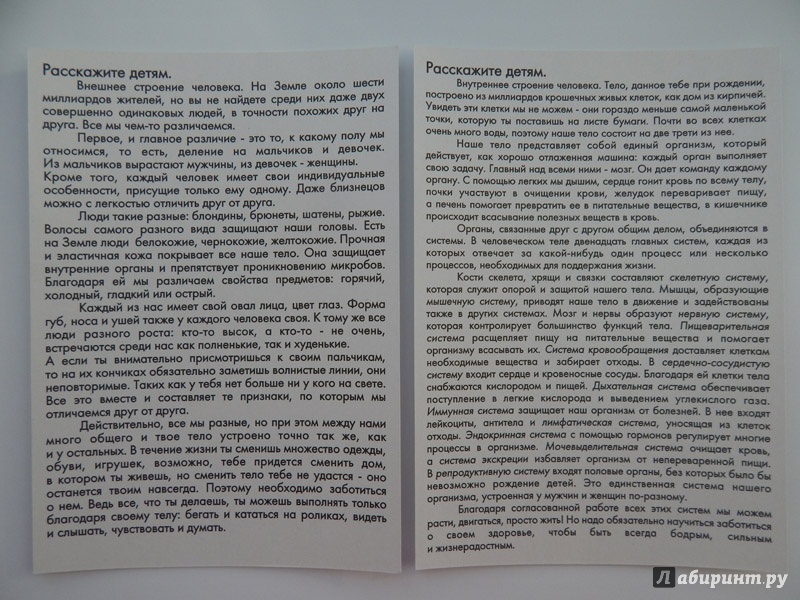 Расскажите детям.
Внешнее строение человека. На Земле около шести
миллиардов жителей, но вы не найдете среди них даже двух
совершенно одинаковых людей, в точности похожих друг на
друга. Все мы чем-то различаемся.
Первое, и главное различие - это то, к какому полу мы
относимся, то есть, деление на мальчиков и девочек.
Из мальчиков вырастают мужчины, из девочек - женщины.
Кроме того, каждый человек имеет свои индивидуальные
особенности, присущие только ему одному. Даже близнецов
можно с легкостью отличить друг от друга.
Люди такие разные: блондины, брюнеты, шатены, рыжие.
Волосы самого разного вида защищают наши головы. Есть
на Земле люди белокожие, чернокожие, желтокожие. Прочная
и эластичная кожа покрывает все наше тело. Она защищает
внутренние органы и препятствует проникновению микробов.
Благодаря ей мы различаем свойства предметов: горячий,
холодный, гладкий или острый.
Каждый из нас имеет свой овал лица, цвет глаз. Форма
губ, носа и ушей также у каждого человека своя. К тому же все
люди разного роста: кто-то высок, а кто-то - не очень,
встречаются среди нас как полненькие, так и худенькие.
А если ты внимательно присмотришься к своим пальчикам,
то на их кончиках обязательно заметишь волнистые линии, они
неповторимые. Таких как у тебя нет больше ни у кого на свете.
Все это вместе и составляет те признаки, по которым мы
отличаемся друг от друга.
Действительно, все мы разные, но при этом между нами
много общего и твое тело устроено точно так же, как
и у остальных. В течение жизни ты сменишь множество одежды,
обуви, игрушек, возможно, тебе придется сменить дом,
в котором ты живешь, но сменить тело тебе не удастся - оно
останется твоим навсегда. Поэтому необходимо заботиться
о нем. Ведь все, что ты делаешь, ты можешь выполнять только
благодаря своему телу: бегать и кататься на роликах, видеть
и слышать, чувствовать и думать.
Расскажите детям.
Внутреннее строение человека. Тело, данное тебе при рождении,
построено из миллиардов крошечных живых клеток, как дом из кирпичей.
Увидеть эти клетки мы не можем - они гораздо меньше самой маленькой
точки, которую ты поставишь на листе бумаги. Почти во всех клетках
очень много воды, поэтому наше тело состоит на две трети из нее.
Наше тело представляет собой единый организм, который
действует, как хорошо отлаженная машина: каждый орган выполняет
свою задачу. Главный над всеми ними - мозг. Он дает команду каждому
органу. С помощью легких мы дышим, сердце гонит кровь по всему телу,
почки участвуют в очищении крови, желудок переваривает пищу,
а печень помогает превратить ее в питательные вещества, в кишечнике
происходит всасывание полезных веществ в кровь.
Органы, связанные друг с другом общим делом, объединяются в
системы. В человеческом теле двенадцать главных систем, каждая из
которых отвечает за какой-нибудь один процесс или несколько
процессов, необходимых для поддержания жизни.
Кости скелета, хрящи и связки составляют скелетную систему,
которая служит опорой и защитой нашего тела. Мышцы, образующие
мышечную систему, приводят наше тело в движение и задействованы
также в других системах. Мозг и нервы образуют нервную систему,
которая контролирует большинство функций тела. Пищеварительная
система расщепляет пищу на питательные вещества и помогает
организму всасывать их. Система кровообращения доставляет клеткам
необходимые вещества и забирает отходы. В сердечно-сосудистую
систему входит сердце и кровеносные сосуды. Благодаря ей клетки тела
снабжаются кислородом и пищей. Дыхательная система обеспечивает
поступление в легкие кислорода и выведением углекислого газа.
Иммунная система защищает наш организм от болезней. В нее входят
лейкоциты, антитела и лимфатическая система, уносящая из клеток
отходы. Эндокринная система с помощью гормонов регулирует многие
процессы в организме. Мочевыделительная система очищает кровь,
а система экскреции избавляет организм от непереваренной пищи.
В репродуктивную систему входят половые органы, без которых было бы
невозможно рождение детей. Это единственная система нашего
организма, устроенная у мужчин и женщин по-разному.
Благодаря согласованной работе всех этих систем мы можем
расти, двигаться, просто жить! Но надо обязательно научиться заботиться
о своем здоровье, чтобы быть всегда бодрым, сильным
и жизнерадостным.
Лабиринт.ру